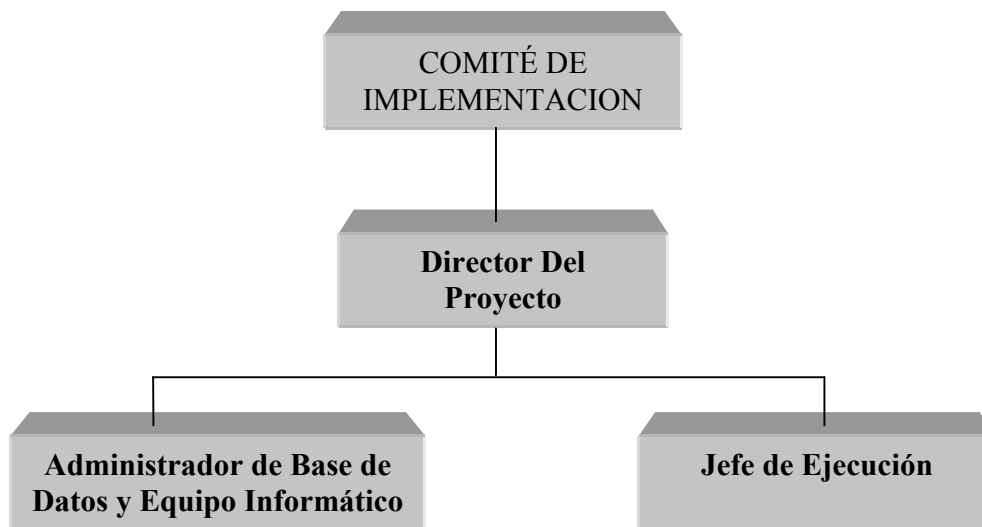 COMITÉ DE
IMPLEMENTACION
Director Del
Proyecto
Administrador de Base de
Datos y Equipo Informático
Jefe de Ejecución